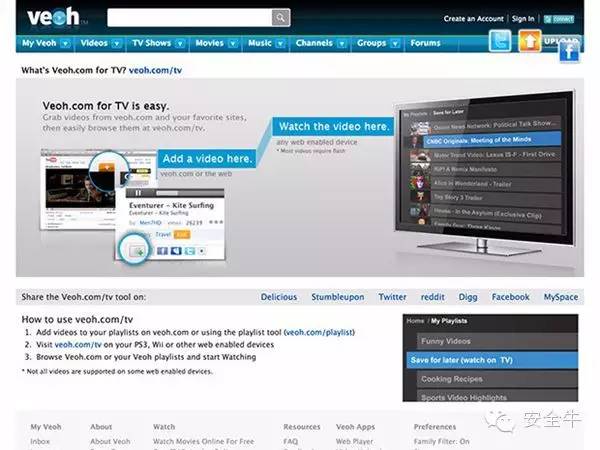 veoh TM
Create an Account | Sign In | connect
My Veoh Videos TV Shows Movies Music Channels Groups Forums UPLOAD
What's Veoh.com for TV? veoh.com/tv
Veoh.com for TV is easy.
Grab videos from veoh.com and your favorite sites,
then easily browse them at veoh.com/tv.
Watch the video here.
any web enabled device
* Most videos require flash
Add a video here.
veoh.com or the web
Eventurer - Kite Surfing
Eventurer - Kite Surfing
by Men7HD views: 26239
Travel
My Playlists Save for Later
Queen News Network: Political Talk Show...
CNBC Originals: Meeting of the Minds
Motor Trend Video: Lexus IS-F - First Drive
RiP! A Remix Manifesto
Alice in Wonderland - Trailer
Toy Story 3 Trailer
House - In the Asylum (Exclusive Clip)
Share the Veoh.com/tv tool on: Delicious Stumbleupon Twitter reddit Digg Facebook MySpace
How to use veoh.com/tv
1. Add videos to your playlists on veoh.com or using the playlist tool (veoh.com/playlist)
2. Visit veoh.com/tv on your PS3, Wii or other web enabled devices
3. Browse Veoh.com or your Veoh playlists and start Watching
* Not all videos are supported on some web enabled devices.
Home / My Playlists
Funny Videos
Save for later (watch on TV)
Cooking Recipes
Sports Video Highlights
My Veoh About Watch Resources Veoh Apps Preferences
Inbox About Veoh Watch Movies Online For Free FAQ Web Player Family Filter: On
安全牛